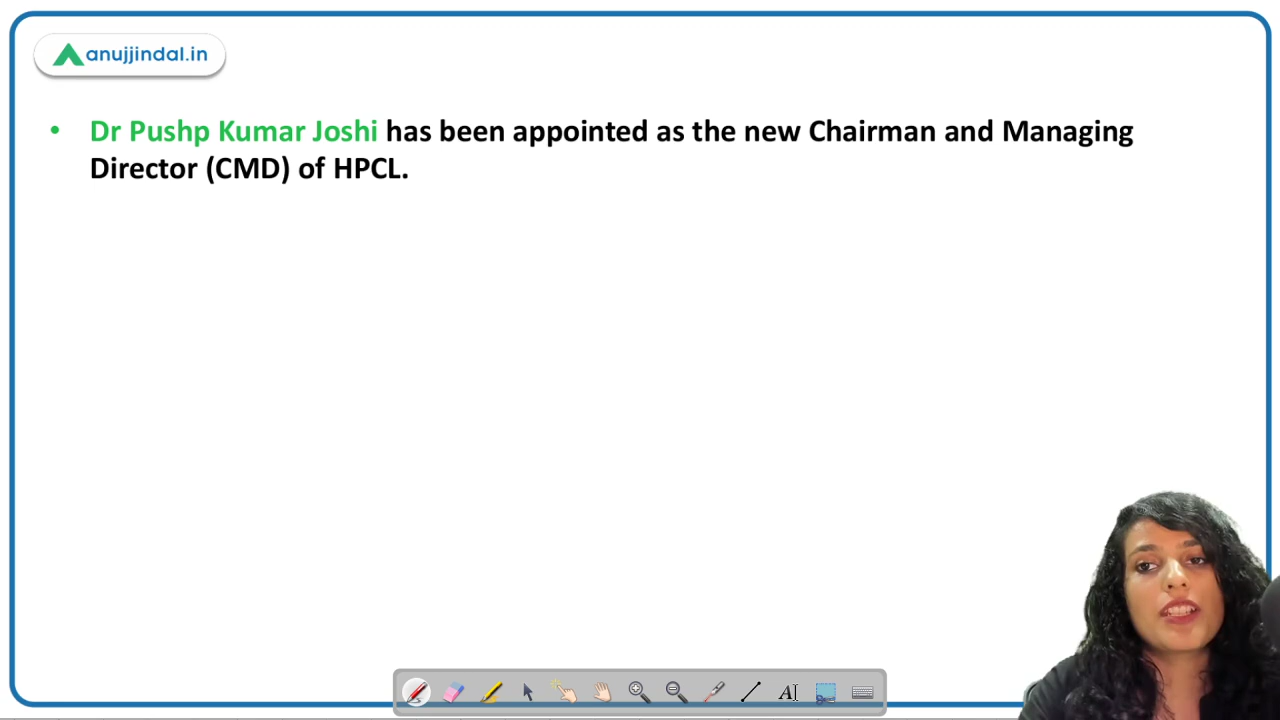 anujjindal.in
• Dr Pushp Kumar Joshi has been appointed as the new Chairman and Managing
Director (CMD) of HPCL.
AI